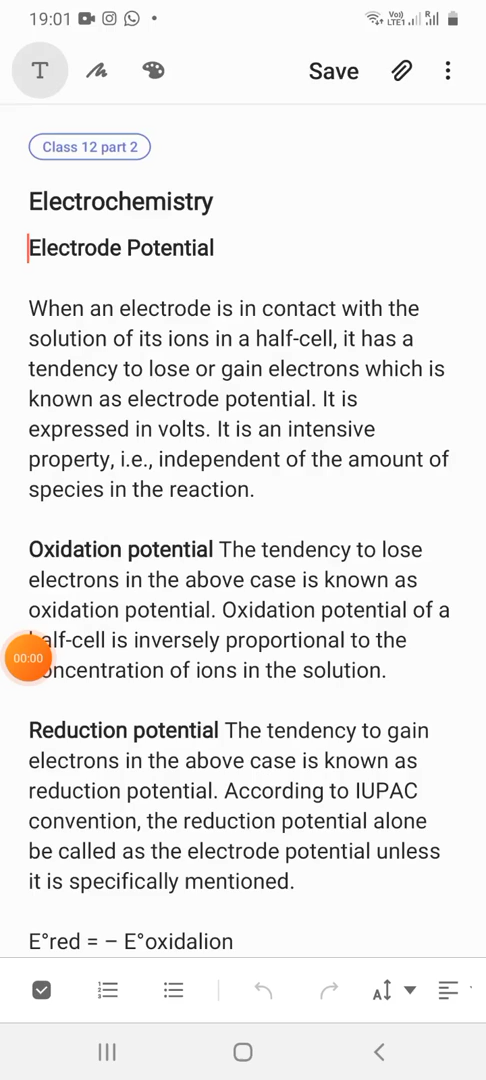 19:01
Vo)) R
LTE1
T Save
Class 12 part 2
Electrochemistry
Electrode Potential
When an electrode is in contact with the
solution of its ions in a half-cell, it has a
tendency to lose or gain electrons which is
known as electrode potential. It is
expressed in volts. It is an intensive
property, i.e., independent of the amount of
species in the reaction.
Oxidation potential The tendency to lose
electrons in the above case is known as
oxidation potential. Oxidation potential of a
half-cell is inversely proportional to the
00:00 concentration of ions in the solution.
Reduction potential The tendency to gain
electrons in the above case is known as
reduction potential. According to IUPAC
convention, the reduction potential alone
be called as the electrode potential unless
it is specifically mentioned.
E°red = – E°oxidalion
A